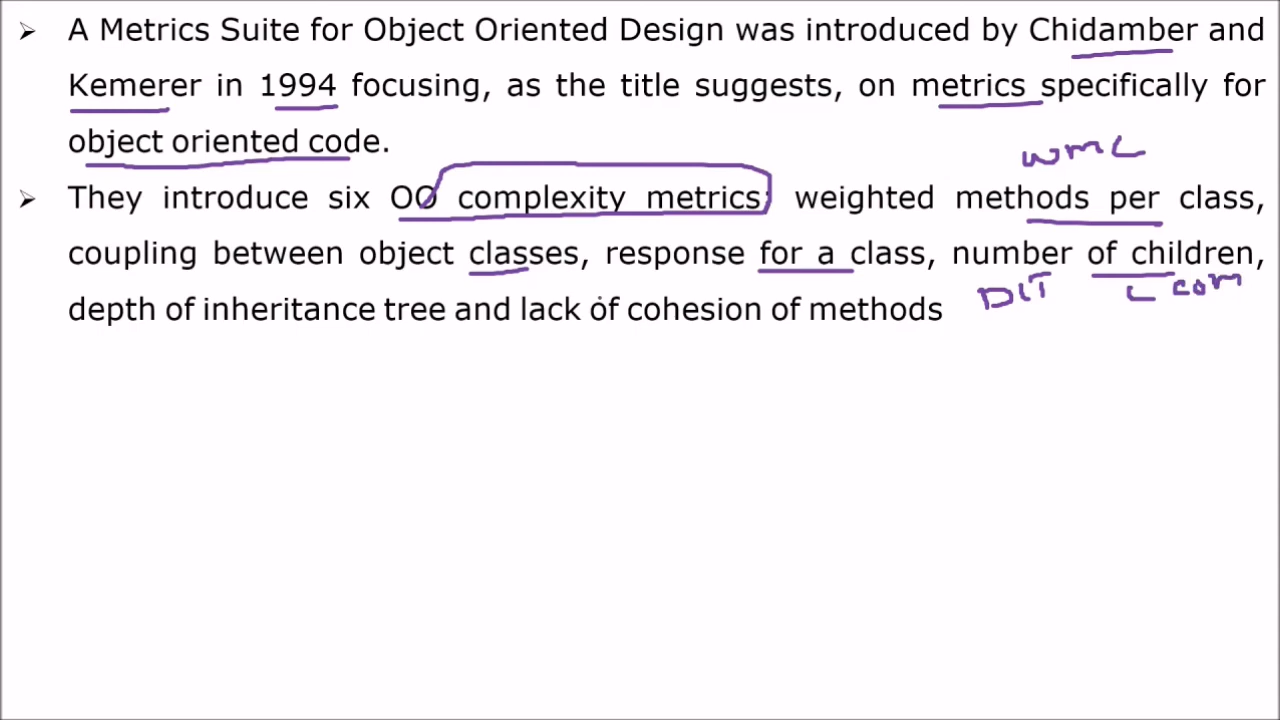 ➢ A Metrics Suite for Object Oriented Design was introduced by Chidamber and
Kemerer in 1994 focusing, as the title suggests, on metrics specifically for
object oriented code.
WMC
➢ They introduce six OO complexity metrics; weighted methods per class,
coupling between object classes, response for a class, number of children,
DIT LCOM
depth of inheritance tree and lack of cohesion of methods